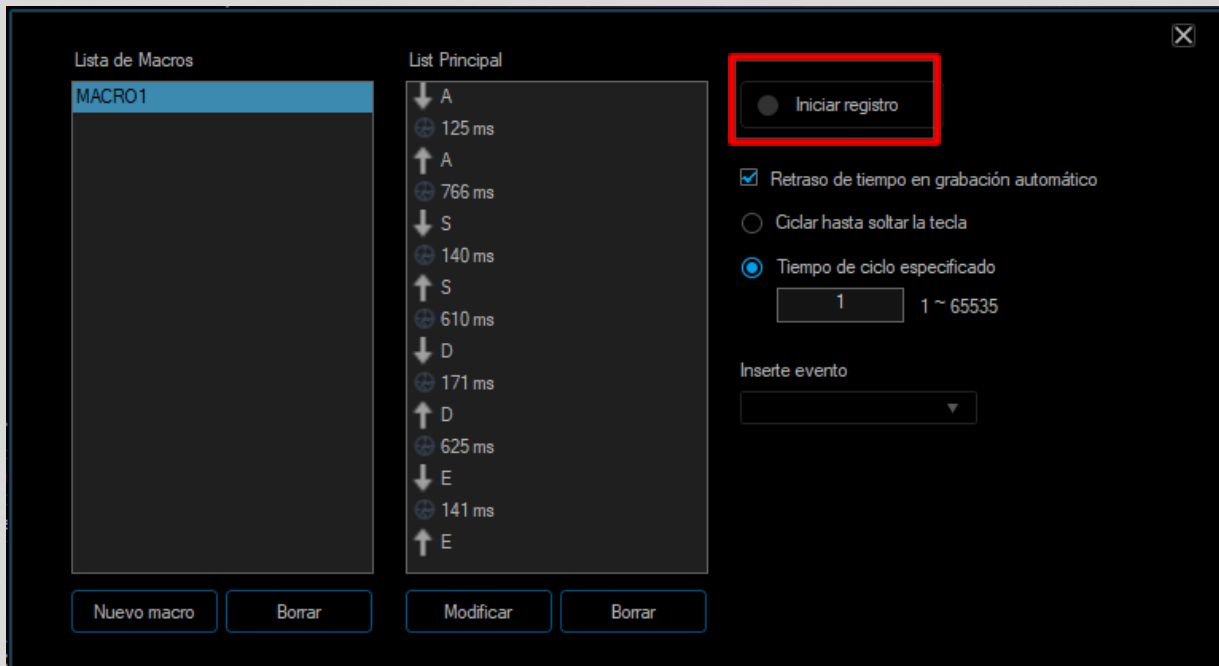 Lista de Macros
MACRO1
Nuevo macro
Borrar
List Principal
A
125 ms
A
766 ms
S
140 ms
S
610 ms
D
171 ms
D
625 ms
E
141 ms
E
Modificar
Borrar
Iniciar registro
Retraso de tiempo en grabación automático
Ciclar hasta soltar la tecla
Tiempo de ciclo especificado
1
1 ~ 65535
Inserte evento